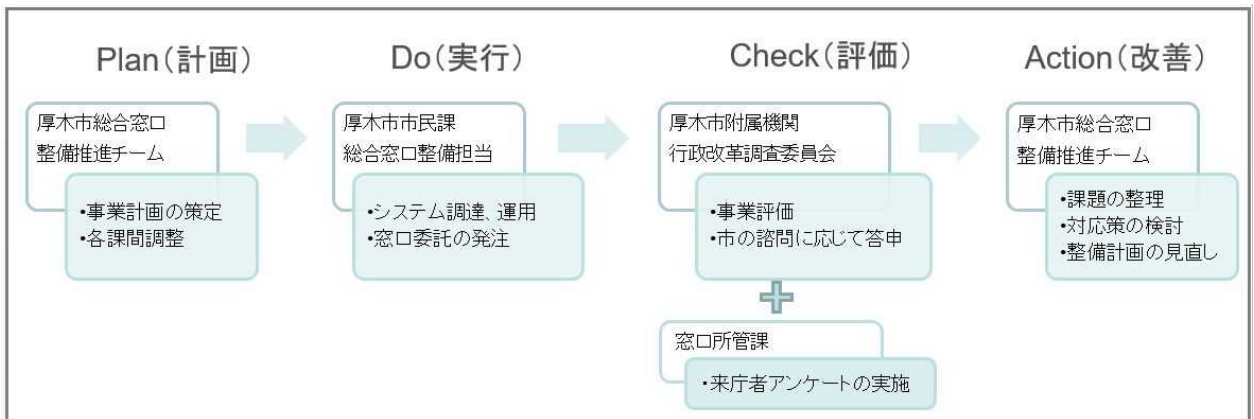 Plan(計画)
厚木市総合窓口
整備推進チーム
・事業計画の策定
・各課間調整
Do(実行)
厚木市市民課
総合窓口整備担当
・システム調達、運用
・窓口委託の発注
Check(評価)
厚木市附属機関
行政改革調査委員会
・事業評価
・市の諮問に応じて答申
窓口所管課
・来庁者アンケートの実施
Action(改善)
厚木市総合窓口
整備推進チーム
・課題の整理
・対応策の検討
・整備計画の見直し